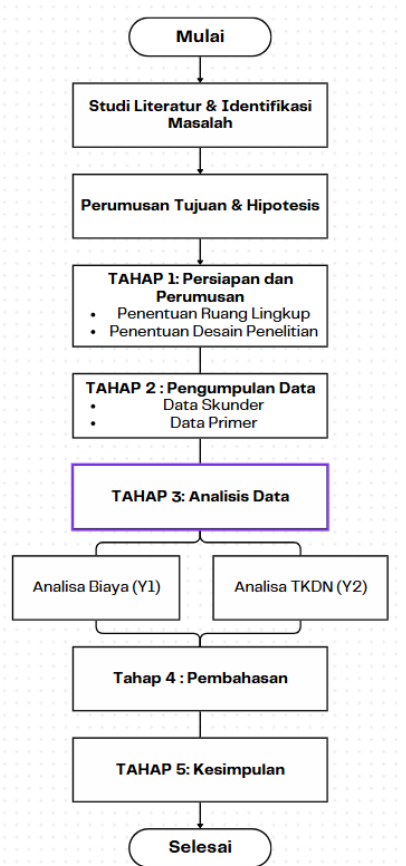 Mulai
Studi Literatur & Identifikasi
Masalah
Perumusan Tujuan & Hipotesis
TAHAP 1: Persiapan dan
Perumusan
• Penentuan Ruang Lingkup
• Penentuan Desain Penelitian
TAHAP 2 : Pengumpulan Data
• Data Skunder
• Data Primer
TAHAP 3: Analisis Data
Analisa Biaya (Y1)
Analisa TKDN (Y2)
Tahap 4 : Pembahasan
TAHAP 5: Kesimpulan
Selesai